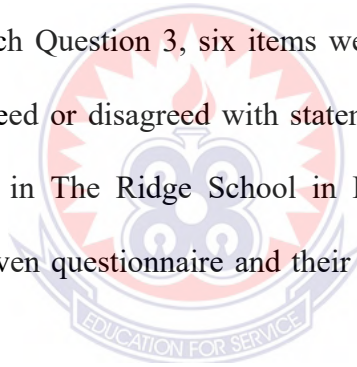 ch Question 3, six items we
eed or disagreed with staten
in The Ridge School in
ven questionnaire and their
EDUCATION FOR SERVICE